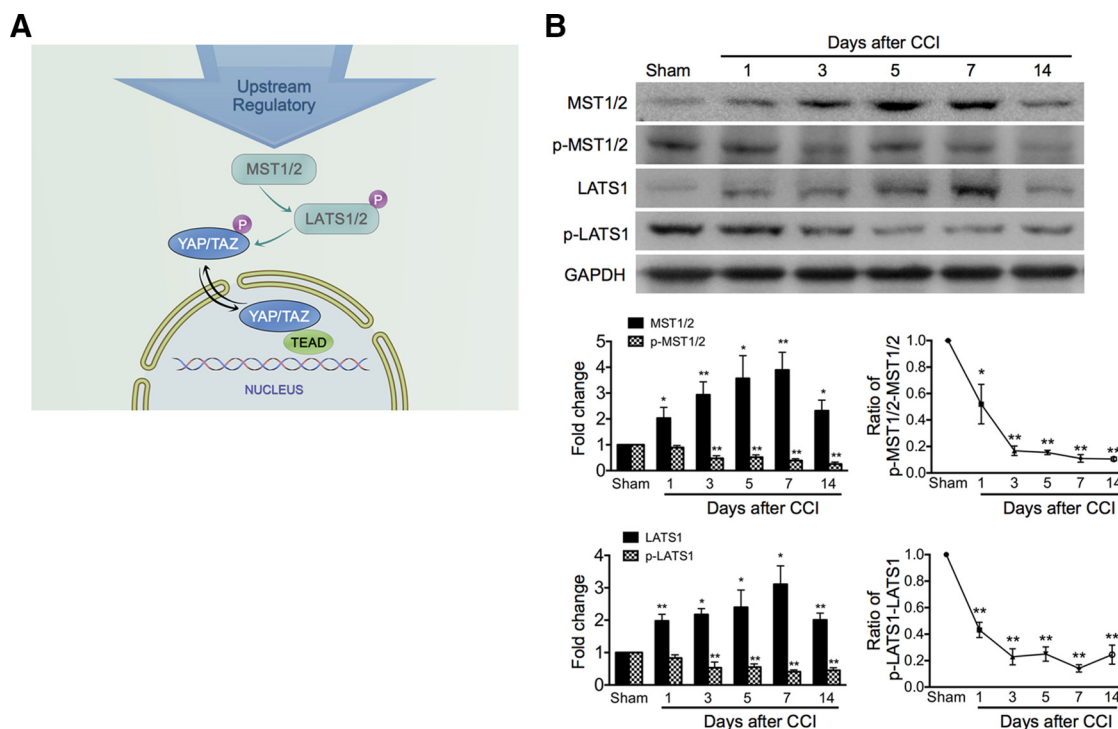 A
Upstream
Regulatory
MST1/2
P
LATS1/2
P
YAP/TAZ
YAP/TAZ
TEAD
NUCLEUS
B
Days after CCI
Sham 1 3 5 7 14
MST1/2
p-MST1/2
LATS1
p-LATS1
GAPDH
MST1/2
p-MST1/2
Fold change
5
4
3
2
1
0
* ** * ** *
** ** ** **
Sham 1 3 5 7 14
Days after CCI
Ratio of
p-MST1/2-MST1/2
1.0
0.8
0.6
0.4
0.2
0.0
* ** ** ** **
Sham 1 3 5 7 14
Days after CCI
LATS1
p-LATS1
Fold change
4
3
2
1
0
** * * * **
** ** ** **
Sham 1 3 5 7 14
Days after CCI
Ratio of
p-LATS1-LATS1
1.0
0.8
0.6
0.4
0.2
0.0
** ** ** ** **
Sham 1 3 5 7 14
Days after CCI